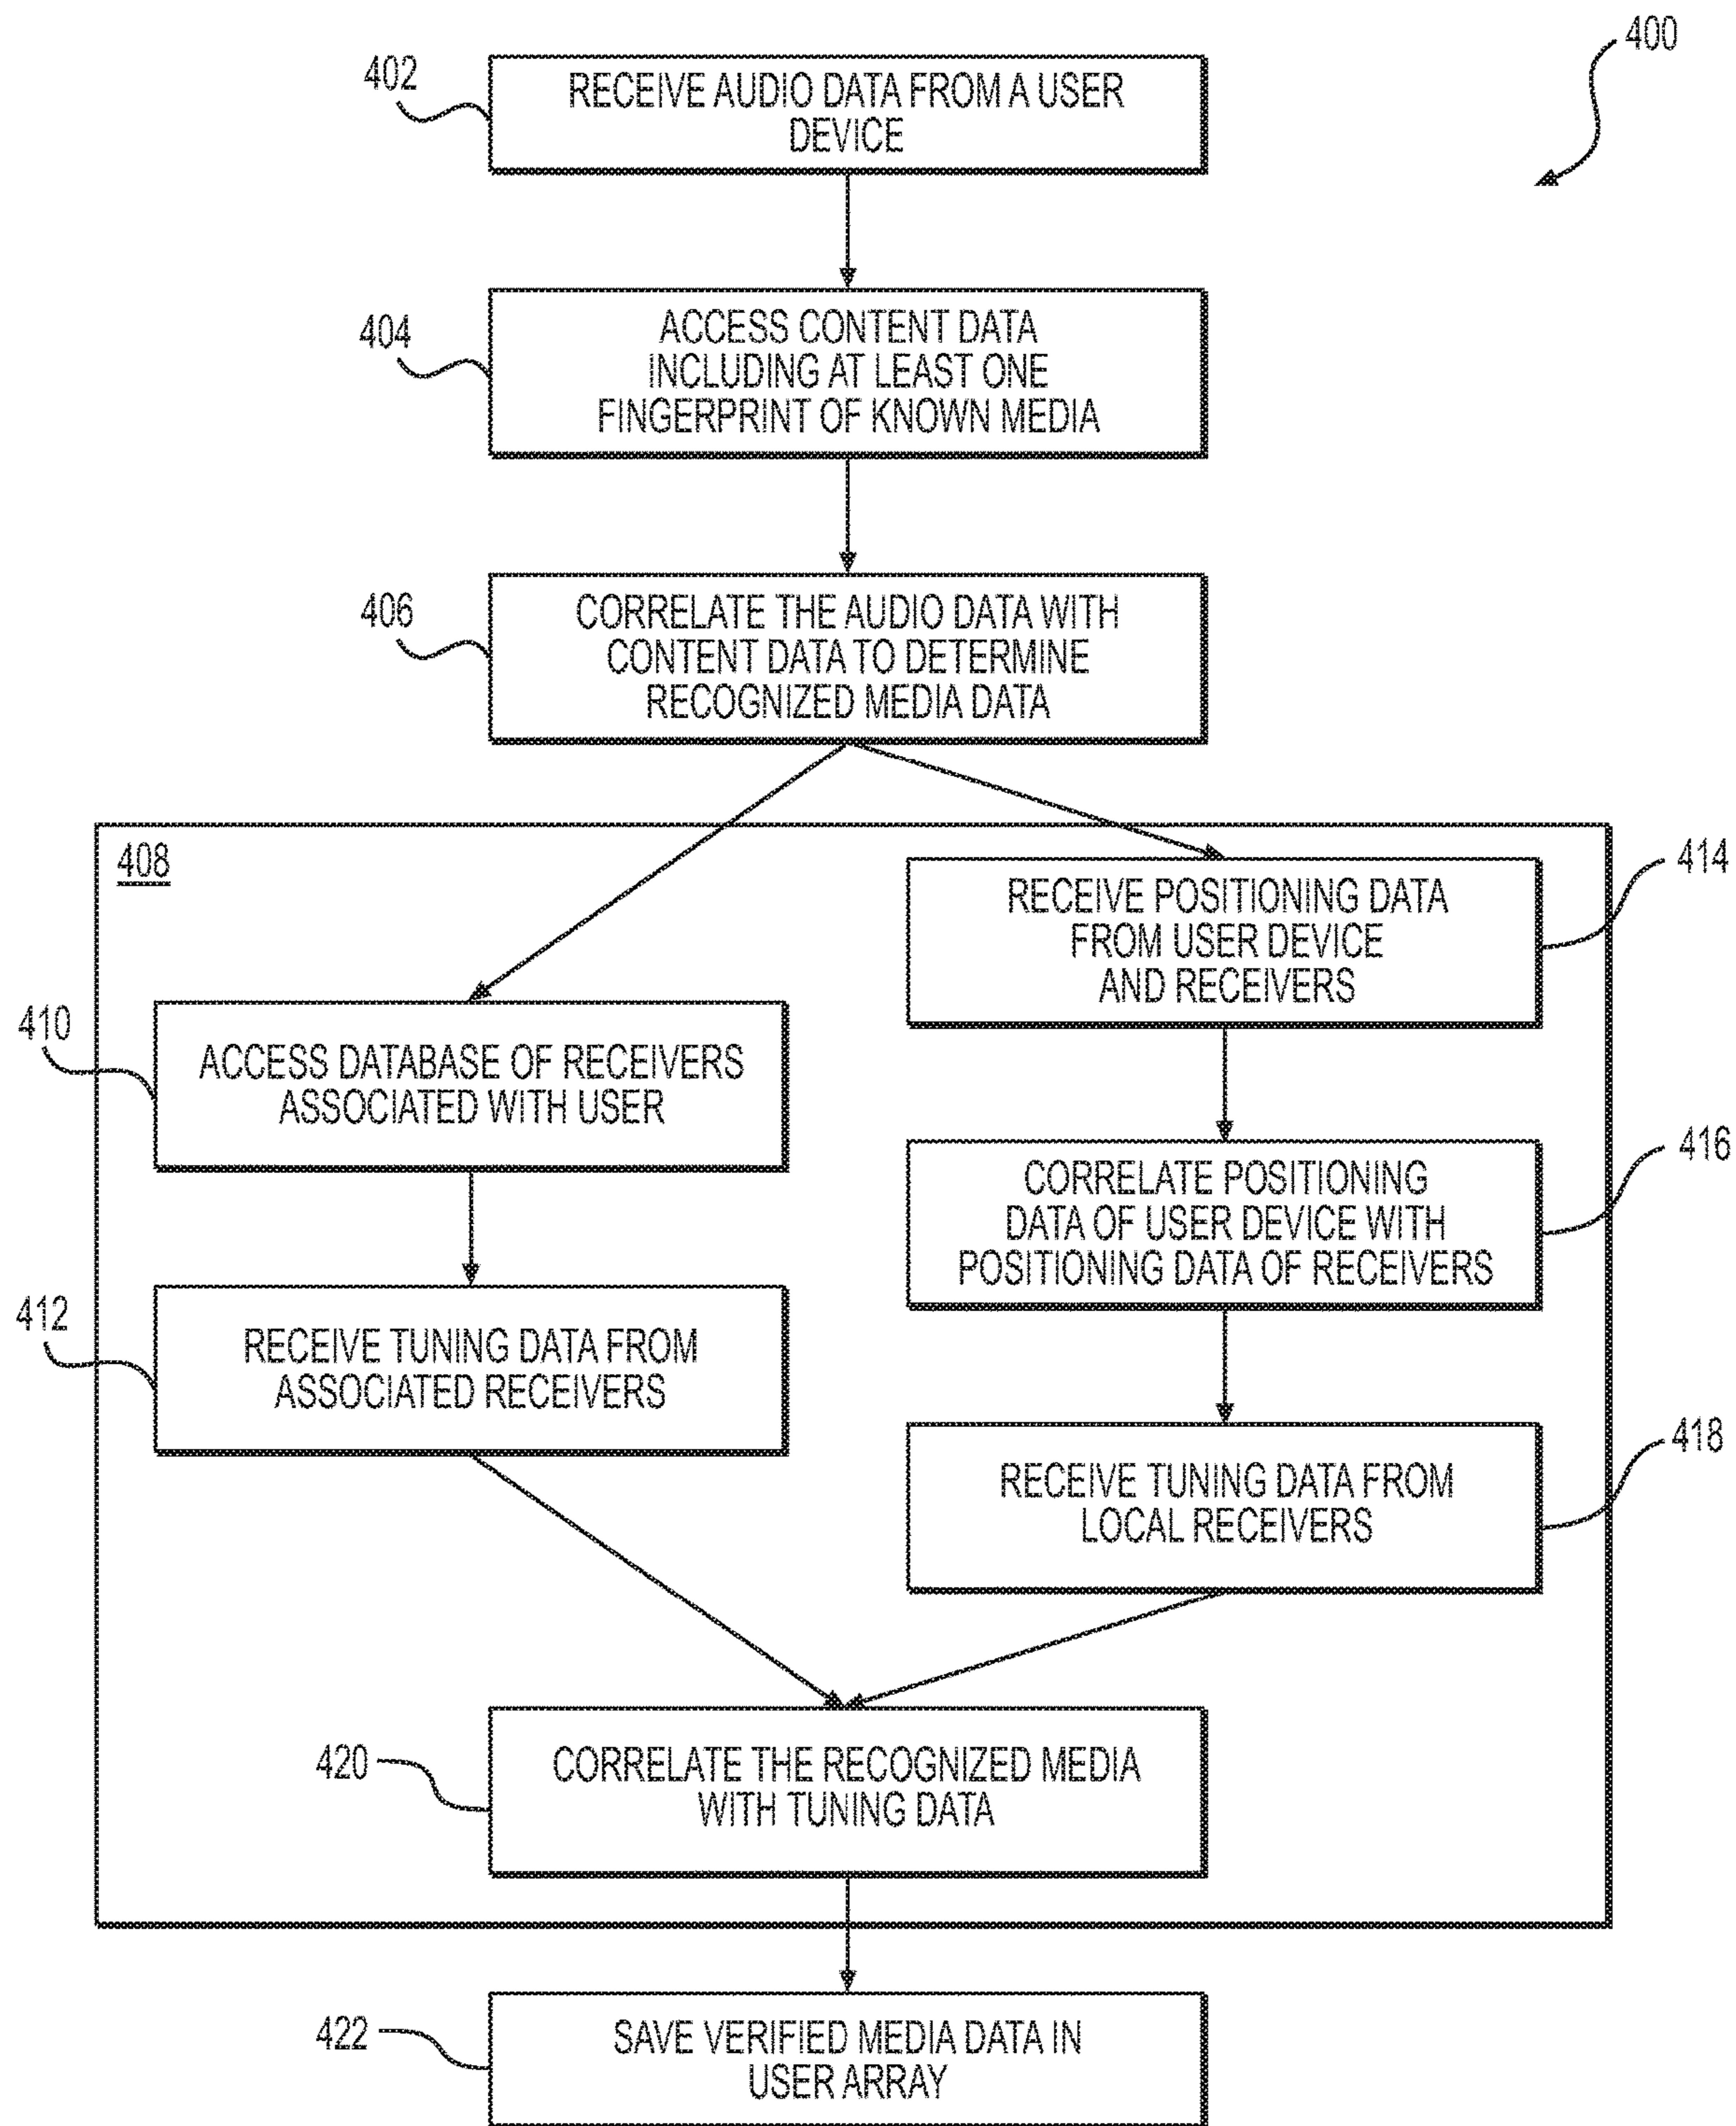 400
402
RECEIVE AUDIO DATA FROM A USER
DEVICE
404
ACCESS CONTENT DATA
INCLUDING AT LEAST ONE
FINGERPRINT OF KNOWN MEDIA
406
CORRELATE THE AUDIO DATA WITH
CONTENT DATA TO DETERMINE
RECOGNIZED MEDIA DATA
408
410
ACCESS DATABASE OF RECEIVERS
ASSOCIATED WITH USER
412
RECEIVE TUNING DATA FROM
ASSOCIATED RECEIVERS
414
RECEIVE POSITIONING DATA
FROM USER DEVICE
AND RECEIVERS
416
CORRELATE POSITIONING
DATA OF USER DEVICE WITH
POSITIONING DATA OF RECEIVERS
418
RECEIVE TUNING DATA FROM
LOCAL RECEIVERS
420
CORRELATE THE RECOGNIZED MEDIA
WITH TUNING DATA
422
SAVE VERIFIED MEDIA DATA IN
USER ARRAY